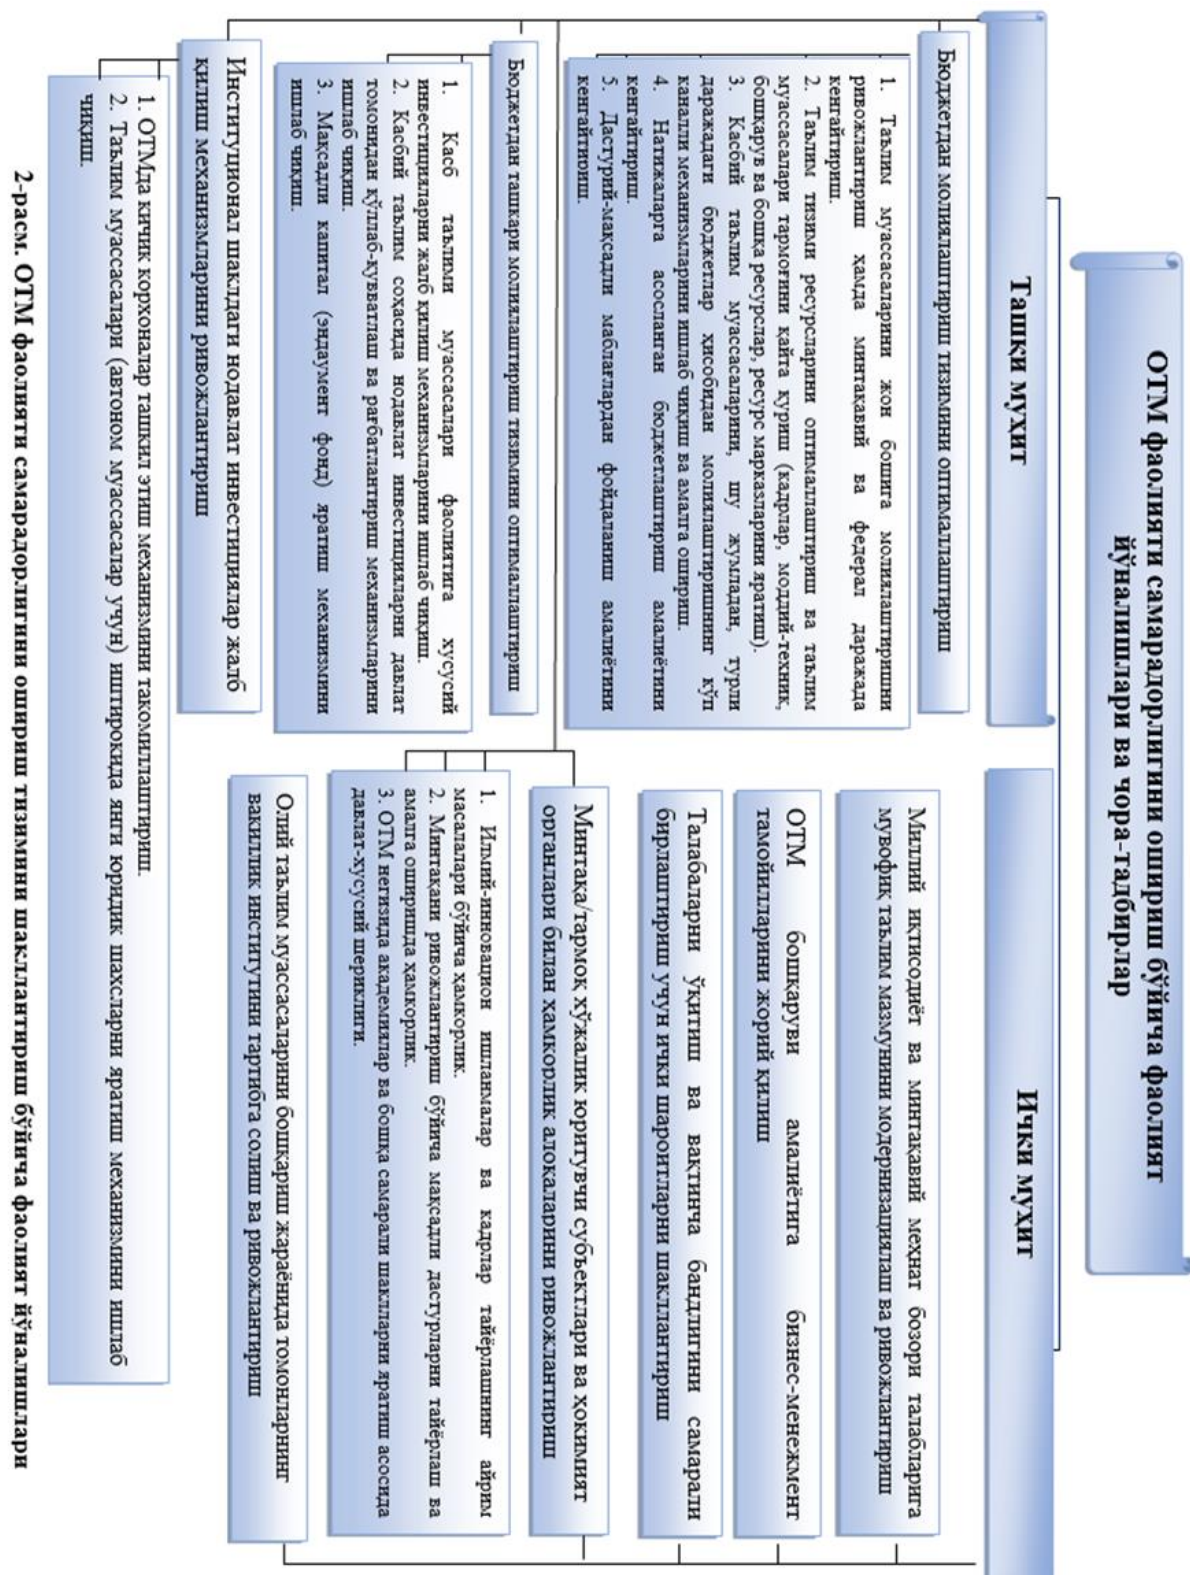 ОТМ фаолияти самарадорлигини ошириш бўйича фаолият
йўналишлари ва чора-тадбирлар
Ташқи муҳит
Бюджетдан молиялаштириш тизимини оптималлаштириш
1. Таълим муассасаларини жон бошига молиялаштиришни
ривожлантириш ҳамда минтақавий ва федерал даражада
кенгайтириш.
2. Таълим тизими ресурсларини оптималлаштириш ва таълим
муассасалари тармоғини қайта қуриш (кадрлар, моддий-техник,
бошқарув ва бошқа ресурслар, ресурс марказларини яратиш).
3. Касбий таълим муассасаларини, шу жумладан, турли
даражадаги бюджетлар ҳисобидан молиялаштиришнинг кўп
каналли механизмларини ишлаб чиқиш ва амалга ошириш.
4. Натижаларга асосланган бюджетлаштириш амалиётини
кенгайтириш.
5. Дастурий-мақсадли маблағлардан фойдаланиш амалиётини
кенгайтириш.
Бюджетдан ташқари молиялаштириш тизимини оптималлаштириш
1. Касб таълими муассасалари фаолиятига хусусий
инвестицияларни жалб қилиш механизмларини ишлаб чиқиш.
2. Касбий таълим соҳасида нодавлат инвестицияларни давлат
томонидан қўллаб-қувватлаш ва рағбатлантириш механизмларини
ишлаб чиқиш.
3. Мақсадли капитал (эндаумент фонд) яратиш механизмини
ишлаб чиқиш.
Институционал шаклдаги нодавлат инвестициялар жалб
қилиш механизмларини ривожлантириш
1. ОТМда кичик корхоналар ташкил этиш механизмини такомиллаштириш.
2. Таълим муассасалари (автоном муассасалар учун) иштирокида янги юридик шахсларни яратиш механизмини ишлаб
чиқиш.
Ички муҳит
Миллий иқтисодиёт ва минтақавий меҳнат бозори талабларига
мувофиқ таълим мазмунини модернизациялаш ва ривожлантириш
ОТМ бошқаруви амалиётига бизнес-менежмент
тамойилларини жорий қилиш
Талабаларни ўқитиш ва вақтинча бандлигини самарали
бирлаштириш учун ички шароитларни шакллантириш
Минтақа/тармоқ хўжалик юритувчи субъектлари ва ҳокимият
органлари билан ҳамкорлик алоқаларини ривожлантириш
1. Илмий-инновацион ишланмалар ва кадрлар тайёрлашнинг айрим
масалалари бўйича ҳамкорлик.
2. Минтақани ривожлантириш бўйича мақсадли дастурларни тайёрлаш ва
амалга оширишда ҳамкорлик.
3. ОТМ негизида академиялар ва бошқа самарали шаклларни яратиш асосида
давлат-хусусий шериклиги.
Олий таълим муассасаларини бошқариш жараёнида томонларнинг
вакиллик институтини тартибга солиш ва ривожлантириш
2-расм. ОТМ фаолияти самарадорлигини ошириш тизимини шакллантириш бўйича фаолият йўналишлари